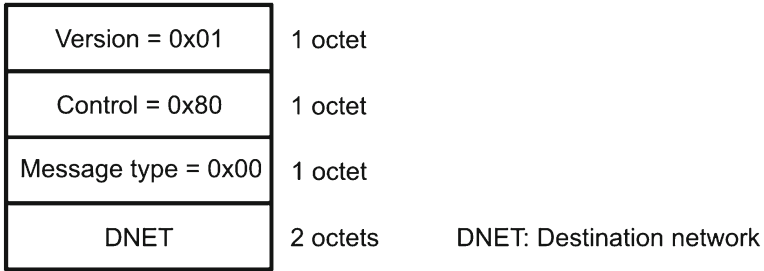 Version = 0x01 1 octet
Control = 0x80 1 octet
Message type = 0x00 1 octet
DNET 2 octets DNET: Destination network